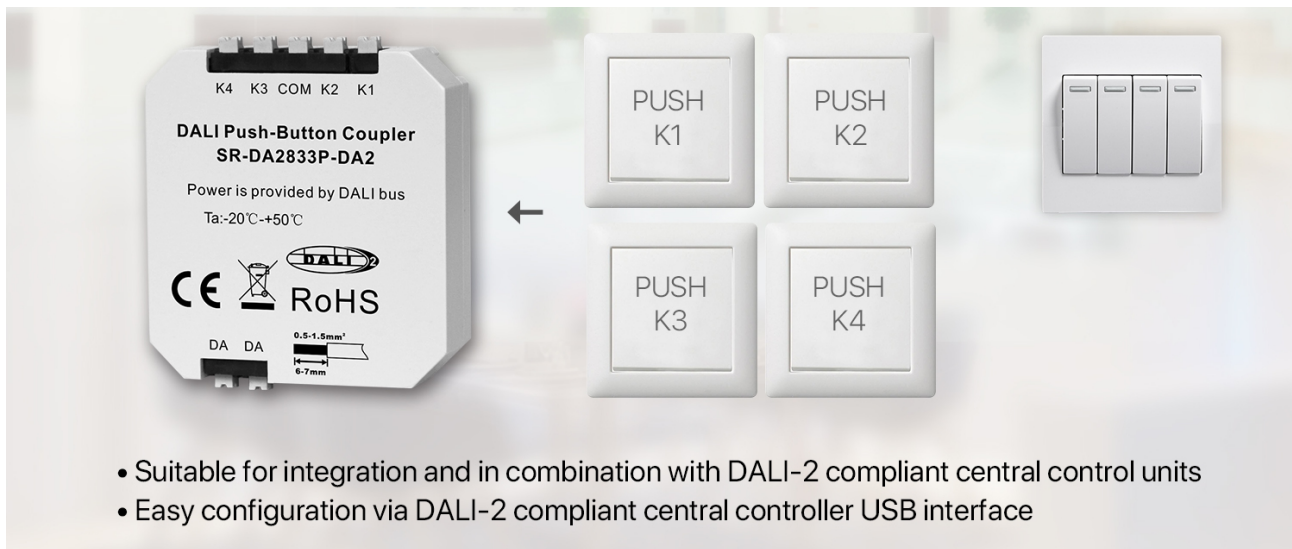 K4 K3 COM K2 K1
DALI Push-Button Coupler
SR-DA2833P-DA2
Power is provided by DALI bus
Ta:-20℃-+50℃
DALI 2
CE
RoHS
DA DA
0.5-1.5mm²
6-7mm
PUSH
K1
PUSH
K2
PUSH
K3
PUSH
K4
• Suitable for integration and in combination with DALI-2 compliant central control units
• Easy configuration via DALI-2 compliant central controller USB interface